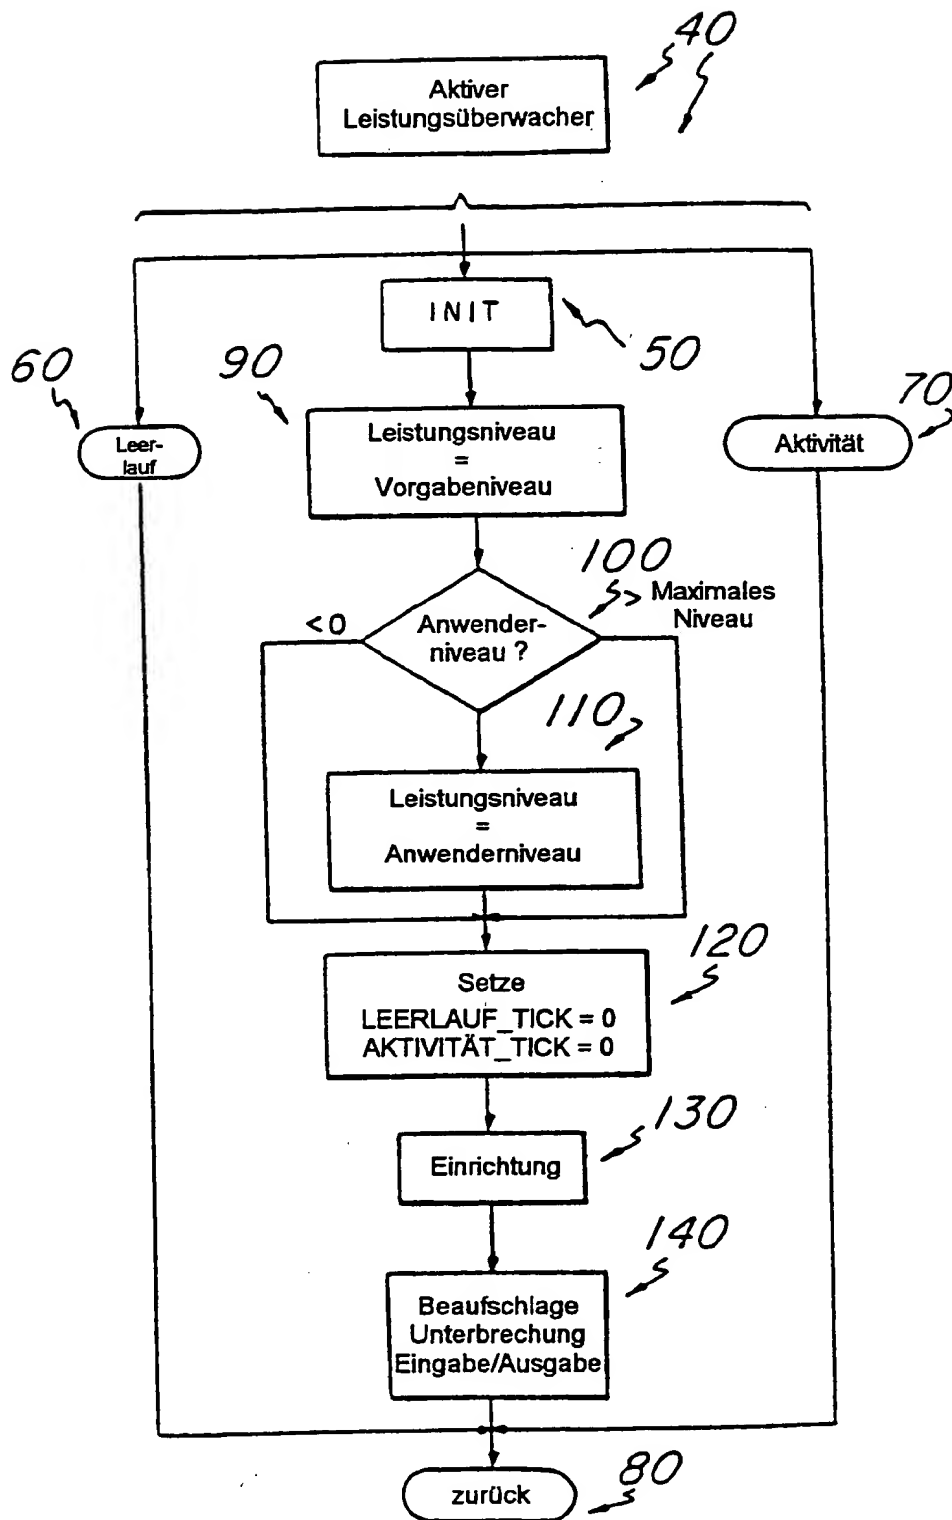 40
Aktiver
Leistungsüberwacher
INIT
50
60
Leer-
lauf
90
Leistungsniveau
=
Vorgabeniveau
70
Aktivität
100
> Maximales
Niveau
<0
Anwender-
niveau ?
110
Leistungsniveau
=
Anwenderniveau
120
Setze
LEERLAUF_TICK = 0
AKTIVITÄT_TICK = 0
130
Einrichtung
140
Beaufschlage
Unterbrechung
Eingabe/Ausgabe
zurück
80